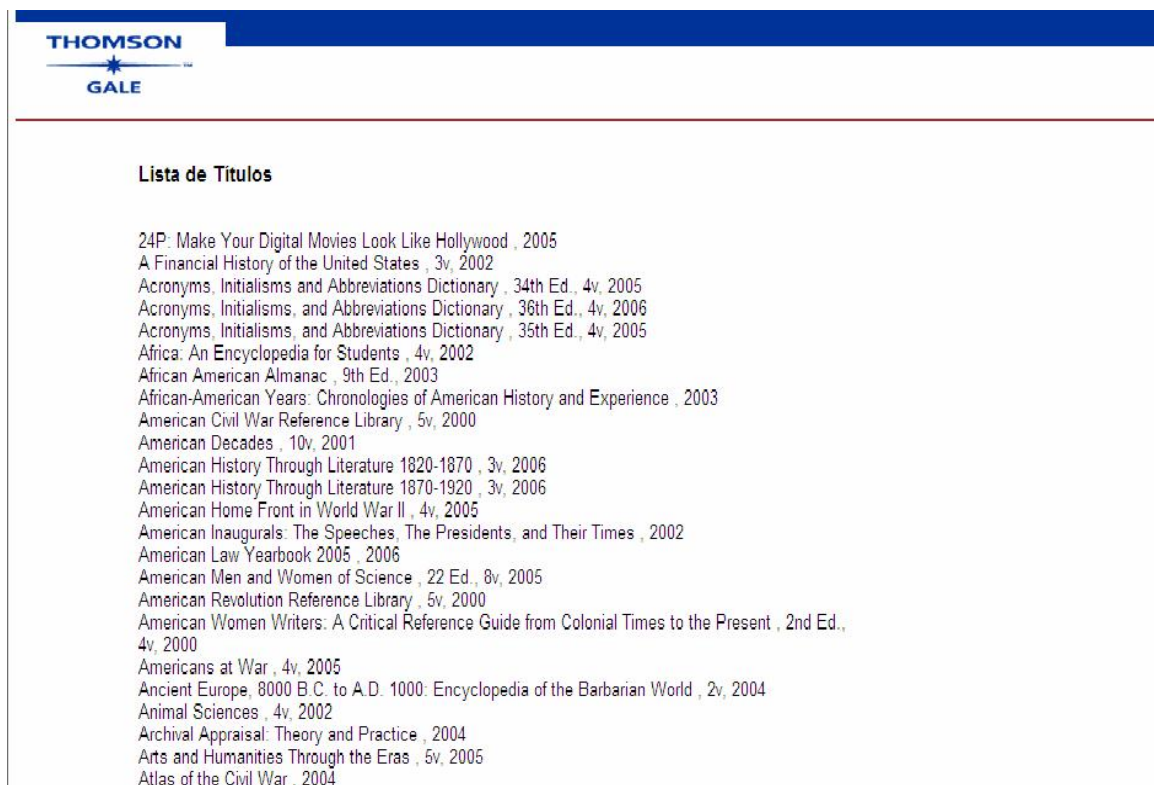 THOMSON
TM
GALE
Lista de Títulos
24P: Make Your Digital Movies Look Like Hollywood , 2005
A Financial History of the United States , 3v, 2002
Acronyms, Initialisms and Abbreviations Dictionary , 34th Ed., 4v, 2005
Acronyms, Initialisms, and Abbreviations Dictionary , 36th Ed., 4v, 2006
Acronyms, Initialisms, and Abbreviations Dictionary , 35th Ed., 4v, 2005
Africa: An Encyclopedia for Students , 4v, 2002
African American Almanac , 9th Ed., 2003
African-American Years: Chronologies of American History and Experience , 2003
American Civil War Reference Library , 5v, 2000
American Decades , 10v, 2001
American History Through Literature 1820-1870 , 3v, 2006
American History Through Literature 1870-1920 , 3v, 2006
American Home Front in World War II , 4v, 2005
American Inaugurals: The Speeches, The Presidents, and Their Times , 2002
American Law Yearbook 2005 , 2006
American Men and Women of Science , 22 Ed., 8v, 2005
American Revolution Reference Library , 5v, 2000
American Women Writers: A Critical Reference Guide from Colonial Times to the Present , 2nd Ed.,
4v, 2000
Americans at War , 4v, 2005
Ancient Europe, 8000 B.C. to A.D. 1000: Encyclopedia of the Barbarian World , 2v, 2004
Animal Sciences , 4v, 2002
Archival Appraisal: Theory and Practice , 2004
Arts and Humanities Through the Eras , 5v, 2005
Atlas of the Civil War , 2004